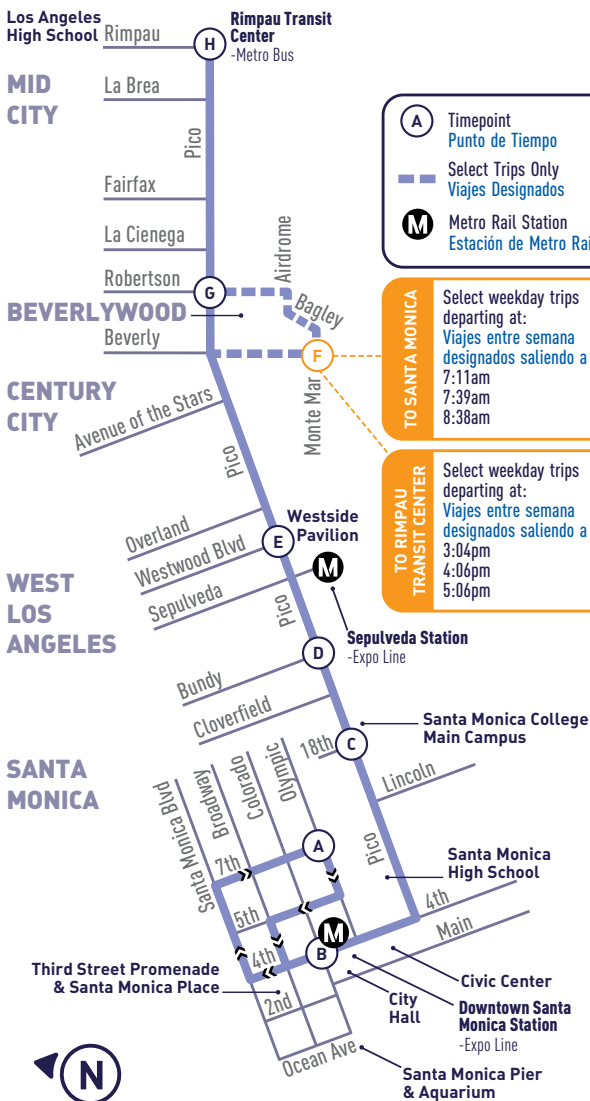 Los Angeles
High School
Rimpau
H
Rimpau Transit
Center
-Metro Bus
MID
CITY
La Brea
Pico
Fairfax
La Cienega
Robertson
G
Airdrome
Bagley
BEVERLYWOOD
Beverly
F
Monte Mar
A
Timepoint
Punto de Tiempo
Select Trips Only
Viajes Designados
M
Metro Rail Station
Estación de Metro Rai
TO SANTA MONICA
Select weekday trips
departing at:
Viajes entre semana
designados saliendo a
7:11am
7:39am
8:38am
TO RIMPAU
TRANSIT CENTER
Select weekday trips
departing at:
Viajes entre semana
designados saliendo a
3:04pm
4:06pm
5:06pm
CENTURY
CITY
Avenue of the Stars
Pico
Overland
Westwood Blvd
E
Westside
Pavilion
Sepulveda
M
Pico
Sepulveda Station
-Expo Line
WEST
LOS
ANGELES
D
Bundy
Cloverfield
18th
C
Santa Monica College
Main Campus
SANTA
MONICA
Santa Monica Blvd
Broadway
Colorado
Olympic
Lincoln
A
7th
Pico
Santa Monica
High School
5th
4th
M
B
4th
Main
Third Street Promenade
& Santa Monica Place
2nd
City
Hall
Civic Center
Downtown Santa
Monica Station
-Expo Line
Ocean Ave
Santa Monica Pier
& Aquarium
N